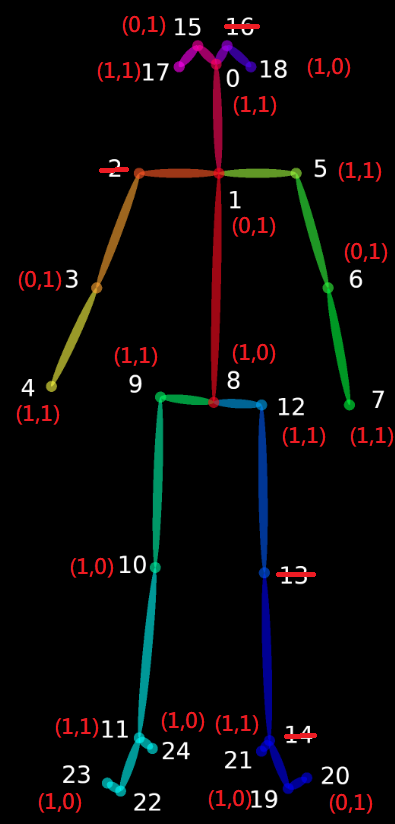 (0,1) 15 16
(1,1) 17 0 18 (1,0)
(1,1)
2 5 (1,1)
1
(0,1)
(0,1)
(0,1) 3 6
(1,1) (1,0)
4 9 8 7
(1,1) 12
(1,1) (1,1)
(1,0) 10 13
(1,1) 11 (1,0) (1,1) 14
24 21
23 20
(1,0) 22 (1,0) 19 (0,1)